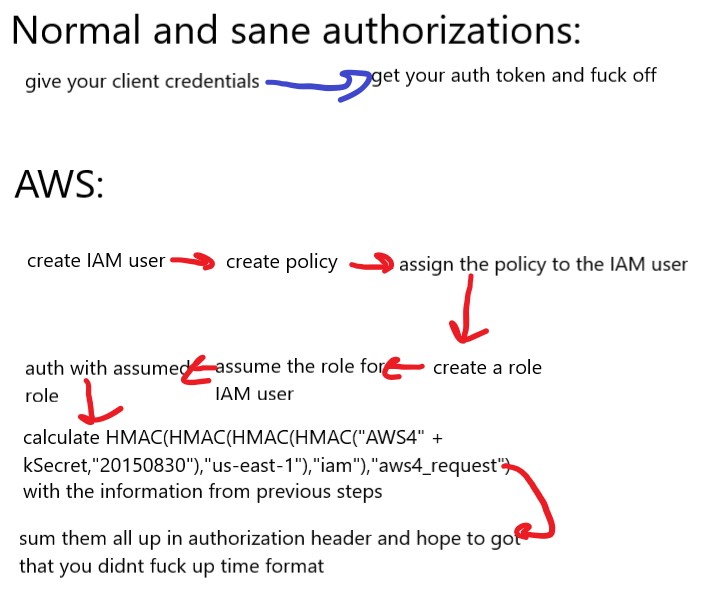 Normal and sane authorizations:
give your client credentials
get your auth token and fuck off
AWS:
create IAM user
create policy
assign the policy to the IAM user
create a role
assume the role for
IAM user
auth with assumed
role
calculate HMAC(HMAC(HMAC(HMAC("AWS4" +
kSecret,"20150830"),"us-east-1"),"iam"),"aws4_request")
with the information from previous steps
sum them all up in authorization header and hope to got
that you didnt fuck up time format